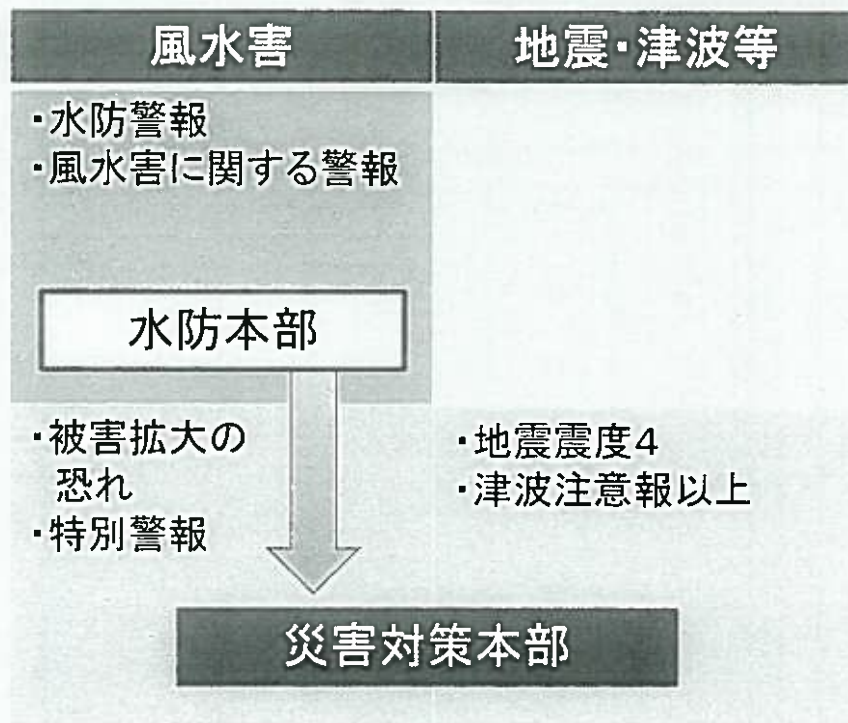 風水害
地震・津波等
・水防警報
・風水害に関する警報
水防本部
・被害拡大の
恐れ
・特別警報
・地震震度4
・津波注意報以上
災害対策本部